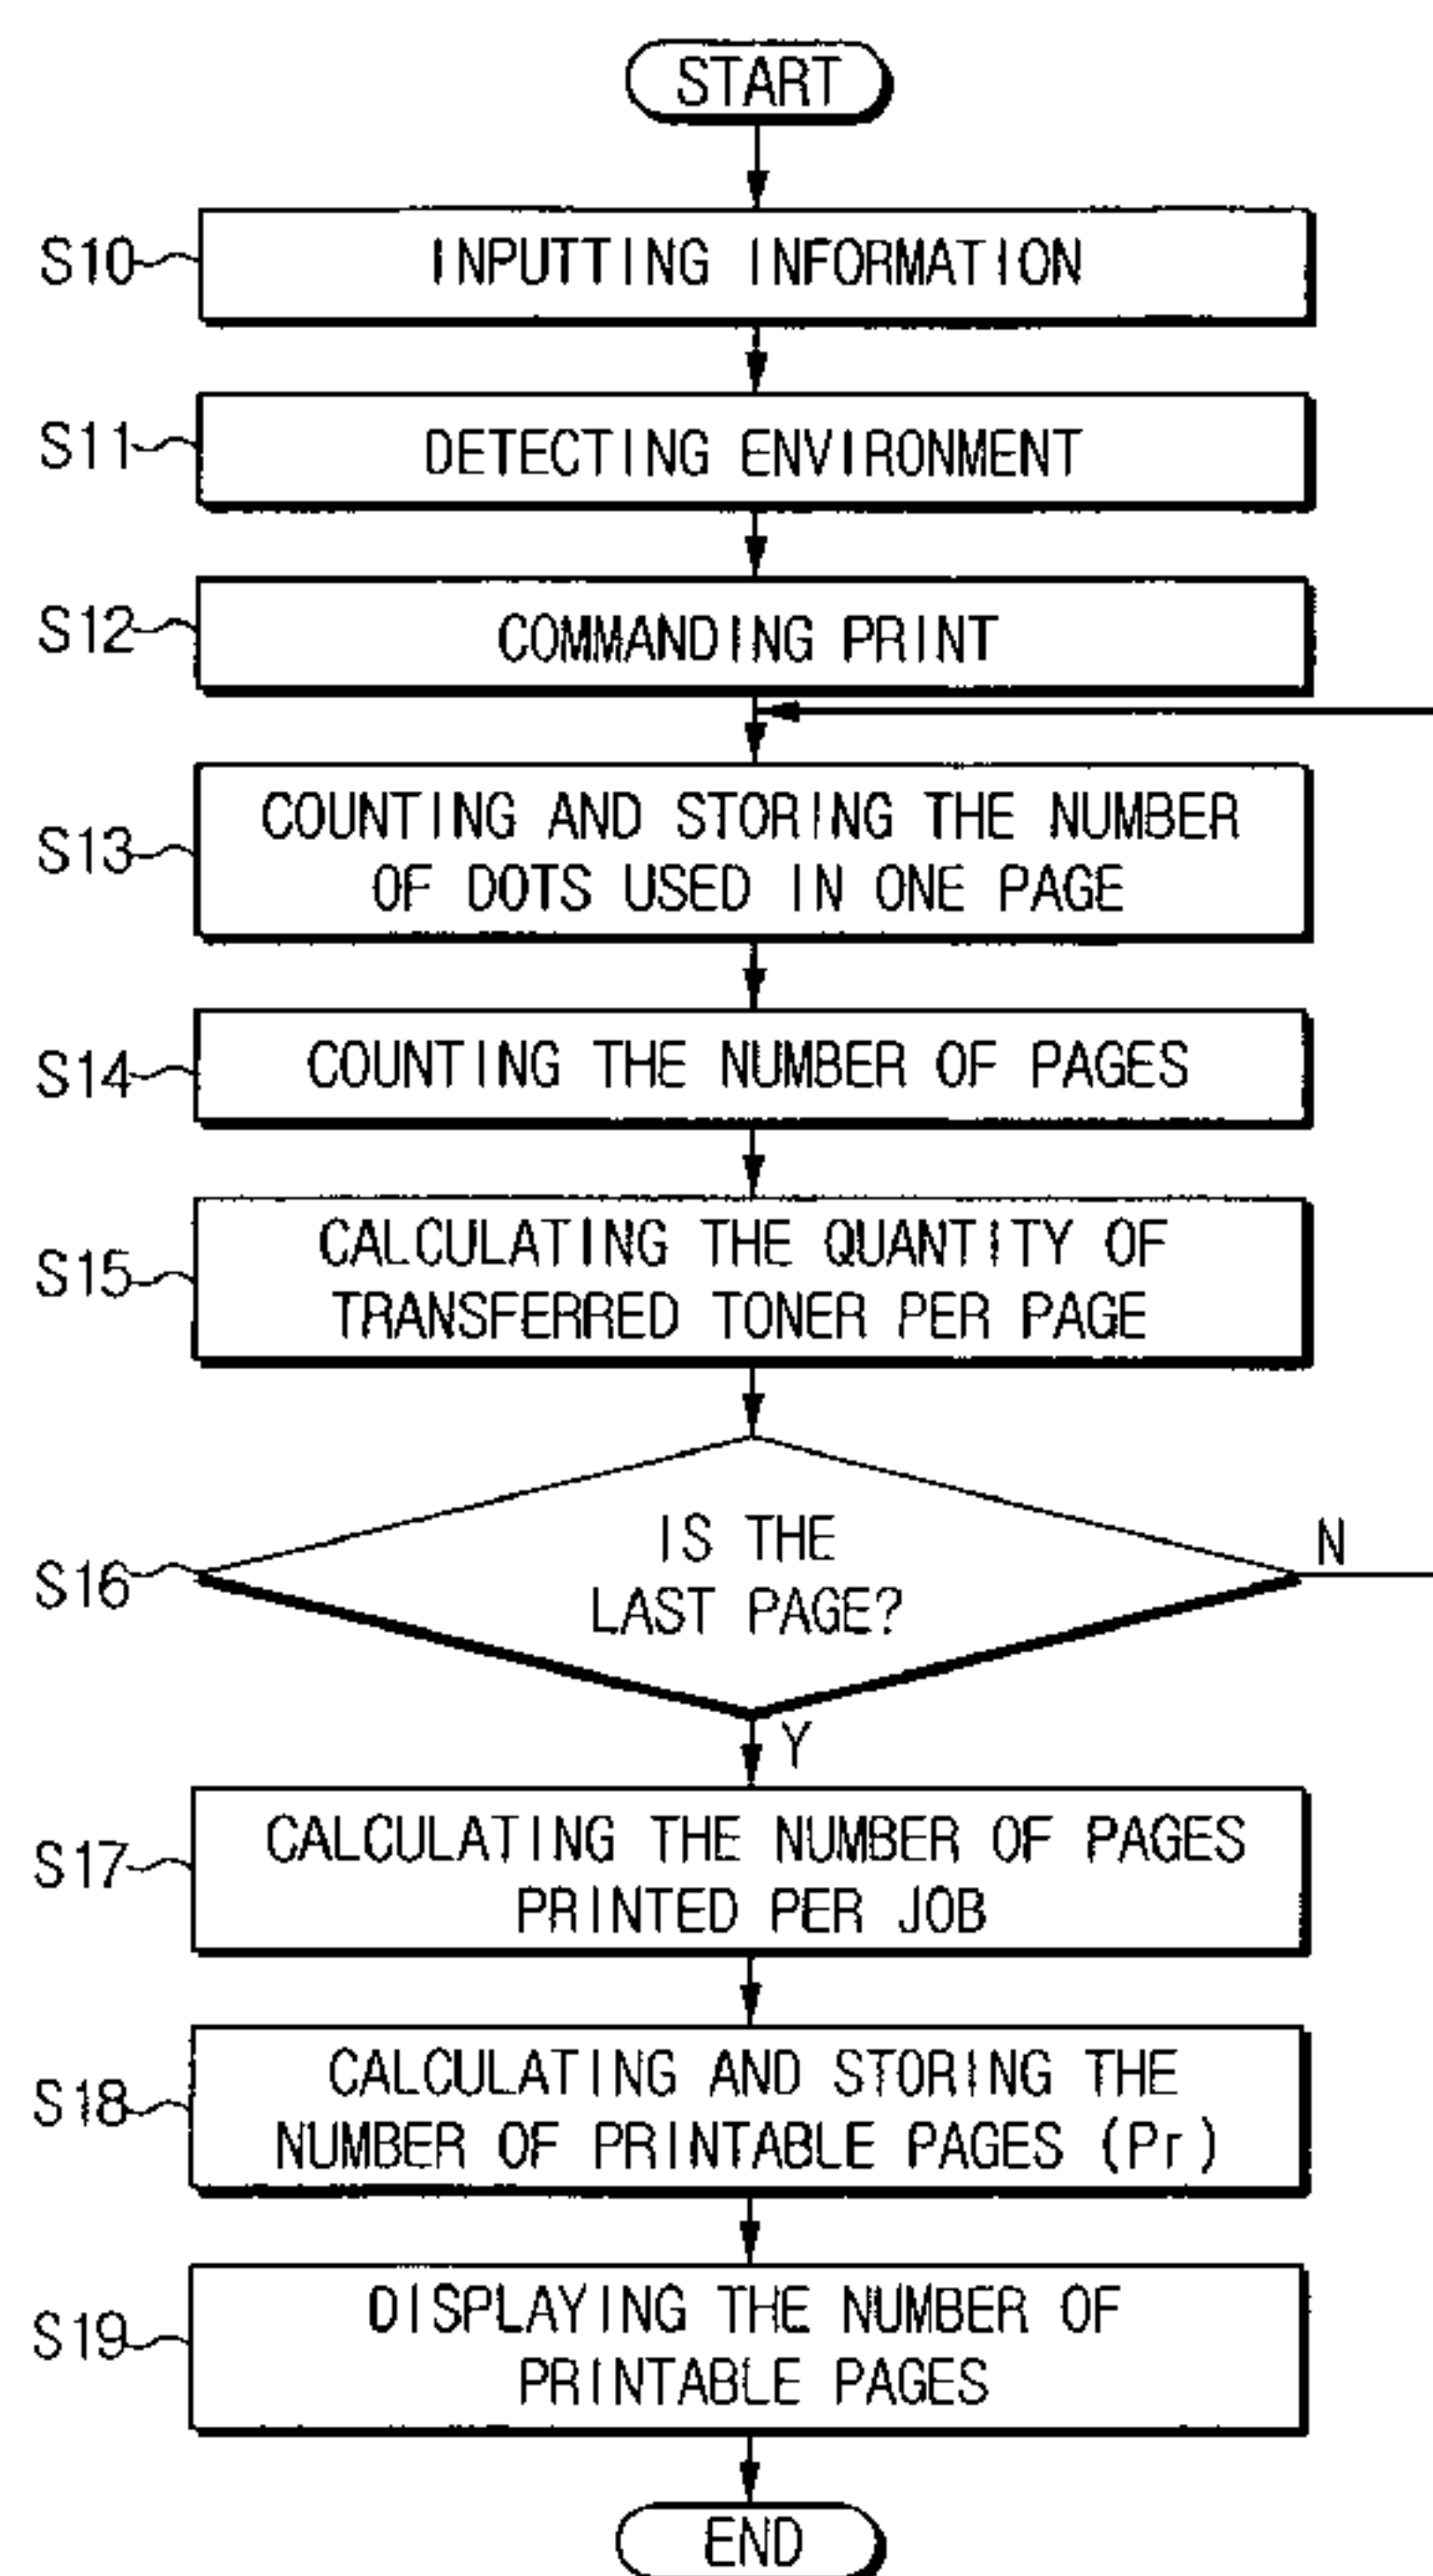 START
S10
INPUTTING INFORMATION
S11
DETECTING ENVIRONMENT
S12
COMMANDING PRINT
S13
COUNTING AND STORING THE NUMBER
OF DOTS USED IN ONE PAGE
S14
COUNTING THE NUMBER OF PAGES
S15
CALCULATING THE QUANTITY OF
TRANSFERRED TONER PER PAGE
S16
IS THE
LAST PAGE?
N
Y
S17
CALCULATING THE NUMBER OF PAGES
PRINTED PER JOB
S18
CALCULATING AND STORING THE
NUMBER OF PRINTABLE PAGES (Pr)
S19
DISPLAYING THE NUMBER OF
PRINTABLE PAGES
END